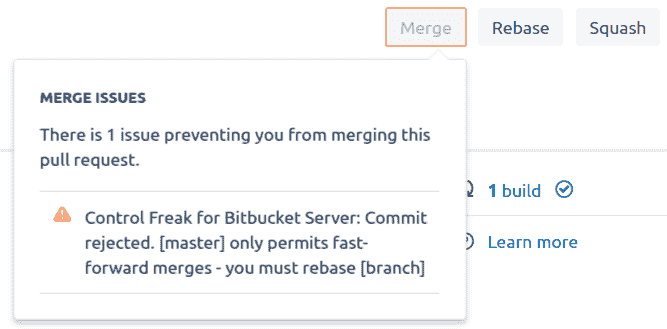 Merge Rebase Squash
MERGE ISSUES
There is 1 issue preventing you from merging this
pull request.
Control Freak for Bitbucket Server: Commit
rejected. [master] only permits fast-
forward merges - you must rebase [branch]
1 build
Learn more